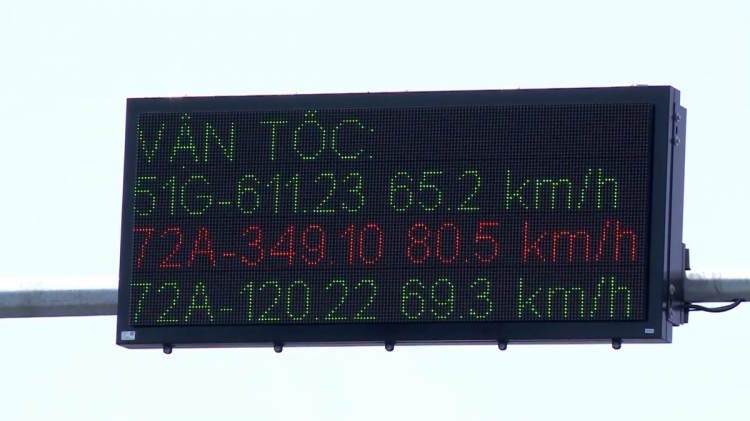 VẬN TỐC:
51G-611.23 65.2 km/h
72A-349.10 80.5 km/h
72A-120.22 69.3 km/h